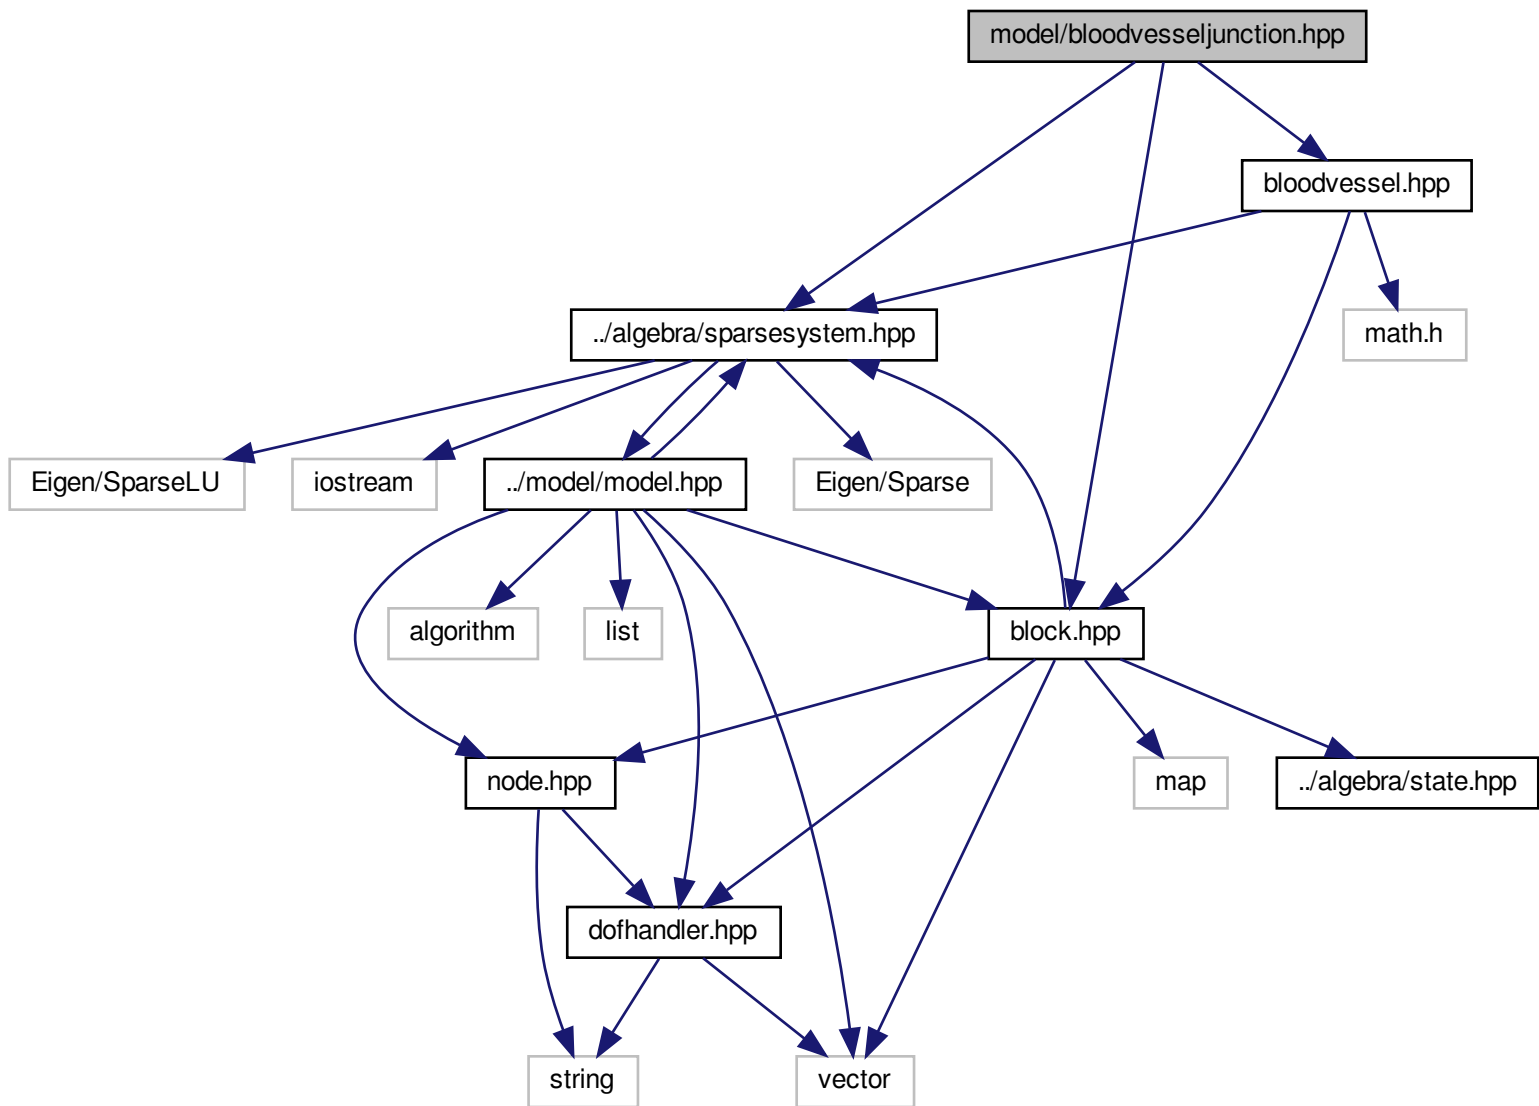 model/bloodvesseljunction.hpp
bloodvessel.hpp
../algebra/sparsesystem.hpp
math.h
Eigen/SparseLU
iostream
../model/model.hpp
Eigen/Sparse
algorithm
list
block.hpp
node.hpp
map
../algebra/state.hpp
dofhandler.hpp
string
vector